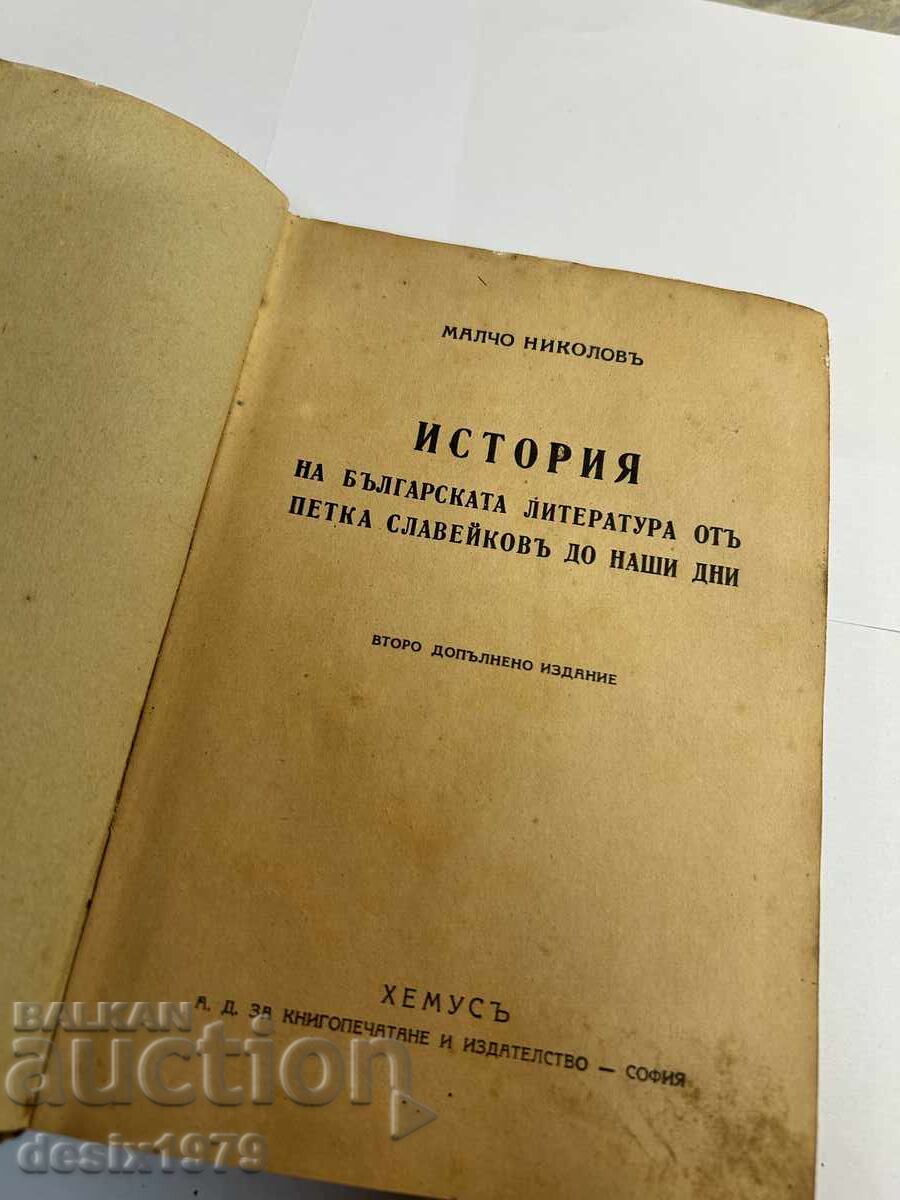 МАЛЧО НИКОЛОВЪ
ИСТОРИЯ
НА БЪЛГАРСКАТА ЛИТЕРАТУРА ОТЪ
ПЕТКА СЛАВЕЙКОВЪ ДО НАШИ ДНИ
ВТОРО ДОПЪЛНЕНО ИЗДАНИЕ
ХЕМУСЪ
А. Д. ЗА КНИГОПЕЧАТАНЕ И ИЗДАТЕЛСТВО — СОФИЯ
BALKAN
auction
desix1979